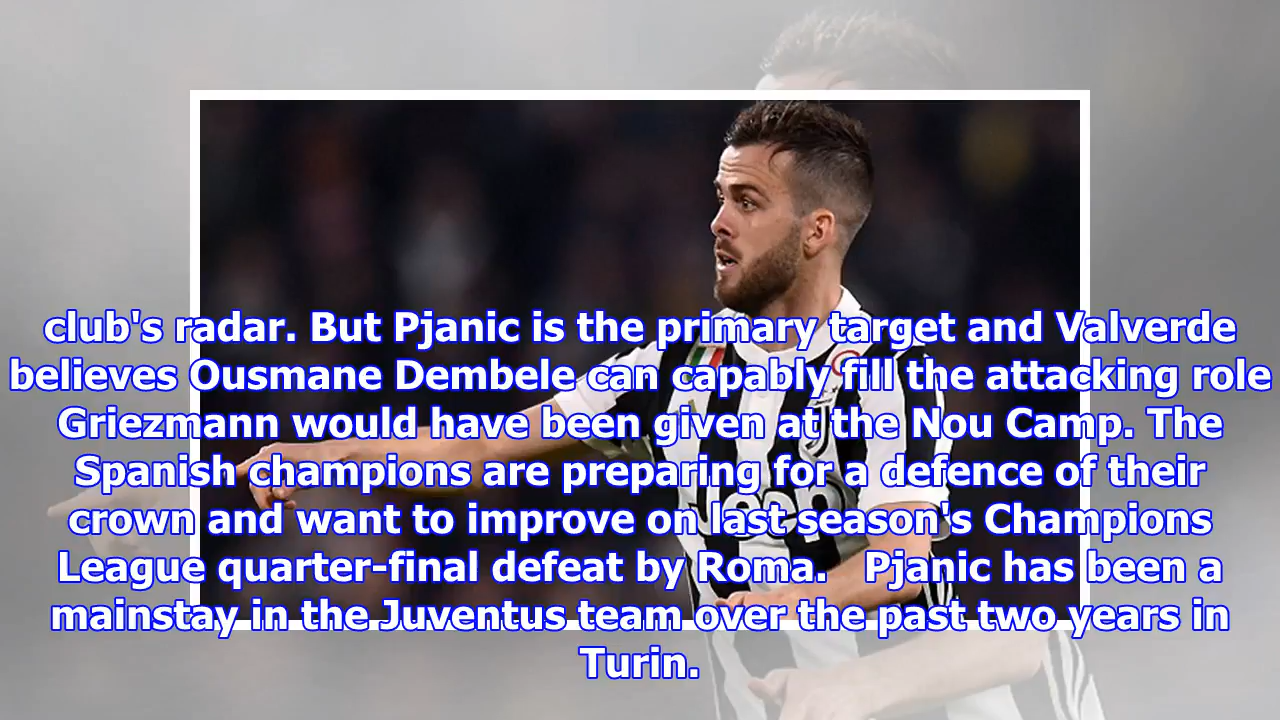 club's radar. But Pjanic is the primary target and Valverde
believes Ousmane Dembele can capably fill the attacking role
Griezmann would have been given at the Nou Camp. The
Spanish champions are preparing for a defence of their
crown and want to improve on last season's Champions
League quarter-final defeat by Roma.   Pjanic has been a
mainstay in the Juventus team over the past two years in
Turin.
Jeep